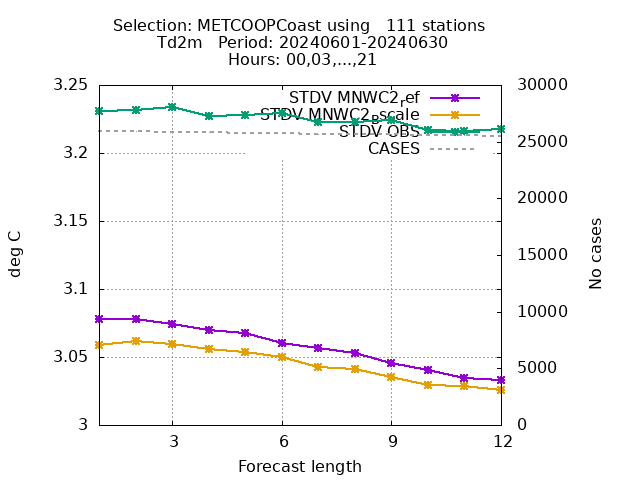 Selection: METCOOPCoast using 111 stations
Td2m Period: 20240601-20240630
Hours: 00,03,...,21
3.25
3.2
3.15
3.1
3.05
3
deg C
STDV MNWC2ref
STDV MNWC2Bscale
STDV OBS
CASES
30000
25000
20000
15000
10000
5000
0
No cases
3
6
9
12
Forecast length